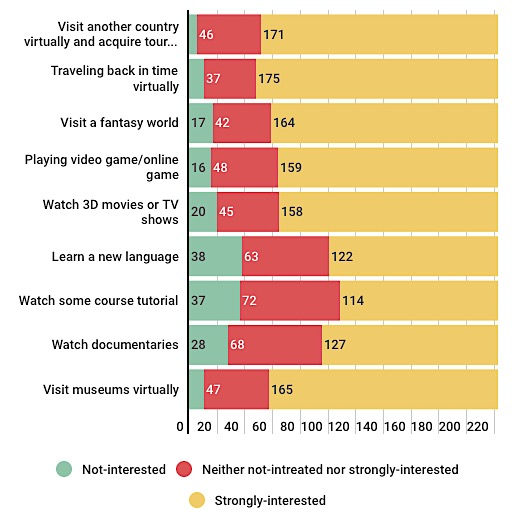 Visit another country
virtually and acquire tour...
46 171
Traveling back in time
virtually
37 175
Visit a fantasy world
17 42 164
Playing video game/online
game
16 48 159
Watch 3D movies or TV
shows
20 45 158
Learn a new language
38 63 122
Watch some course tutorial
37 72 114
Watch documentaries
28 68 127
Visit museums virtually
47 165
0 20 40 60 80 100 120 140 160 180 200 220
Not-interested Neither not-intreated nor strongly-interested
Strongly-interested